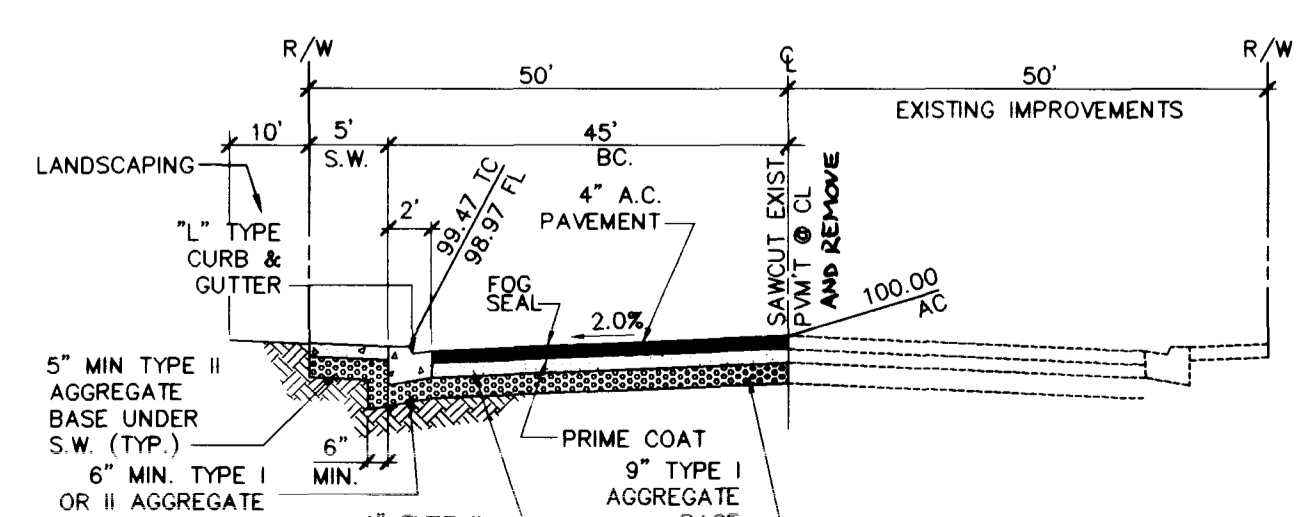 R/W
℄
R/W
50'
50'
EXISTING IMPROVEMENTS
10'
5'
S.W.
45'
BC.
LANDSCAPING
2'
99.47 TC
98.97 FL
4" A.C.
PAVEMENT
SAWCUT EXIST.
PVM'T @ CL
AND REMOVE
"L" TYPE
CURB &
GUTTER
FOG
SEAL
2.0%
100.00
AC
5" MIN TYPE II
AGGREGATE
BASE UNDER
S.W. (TYP.)
6"
MIN.
PRIME COAT
6" MIN. TYPE I
OR II AGGREGATE
9" TYPE I
AGGREGATE
BASE